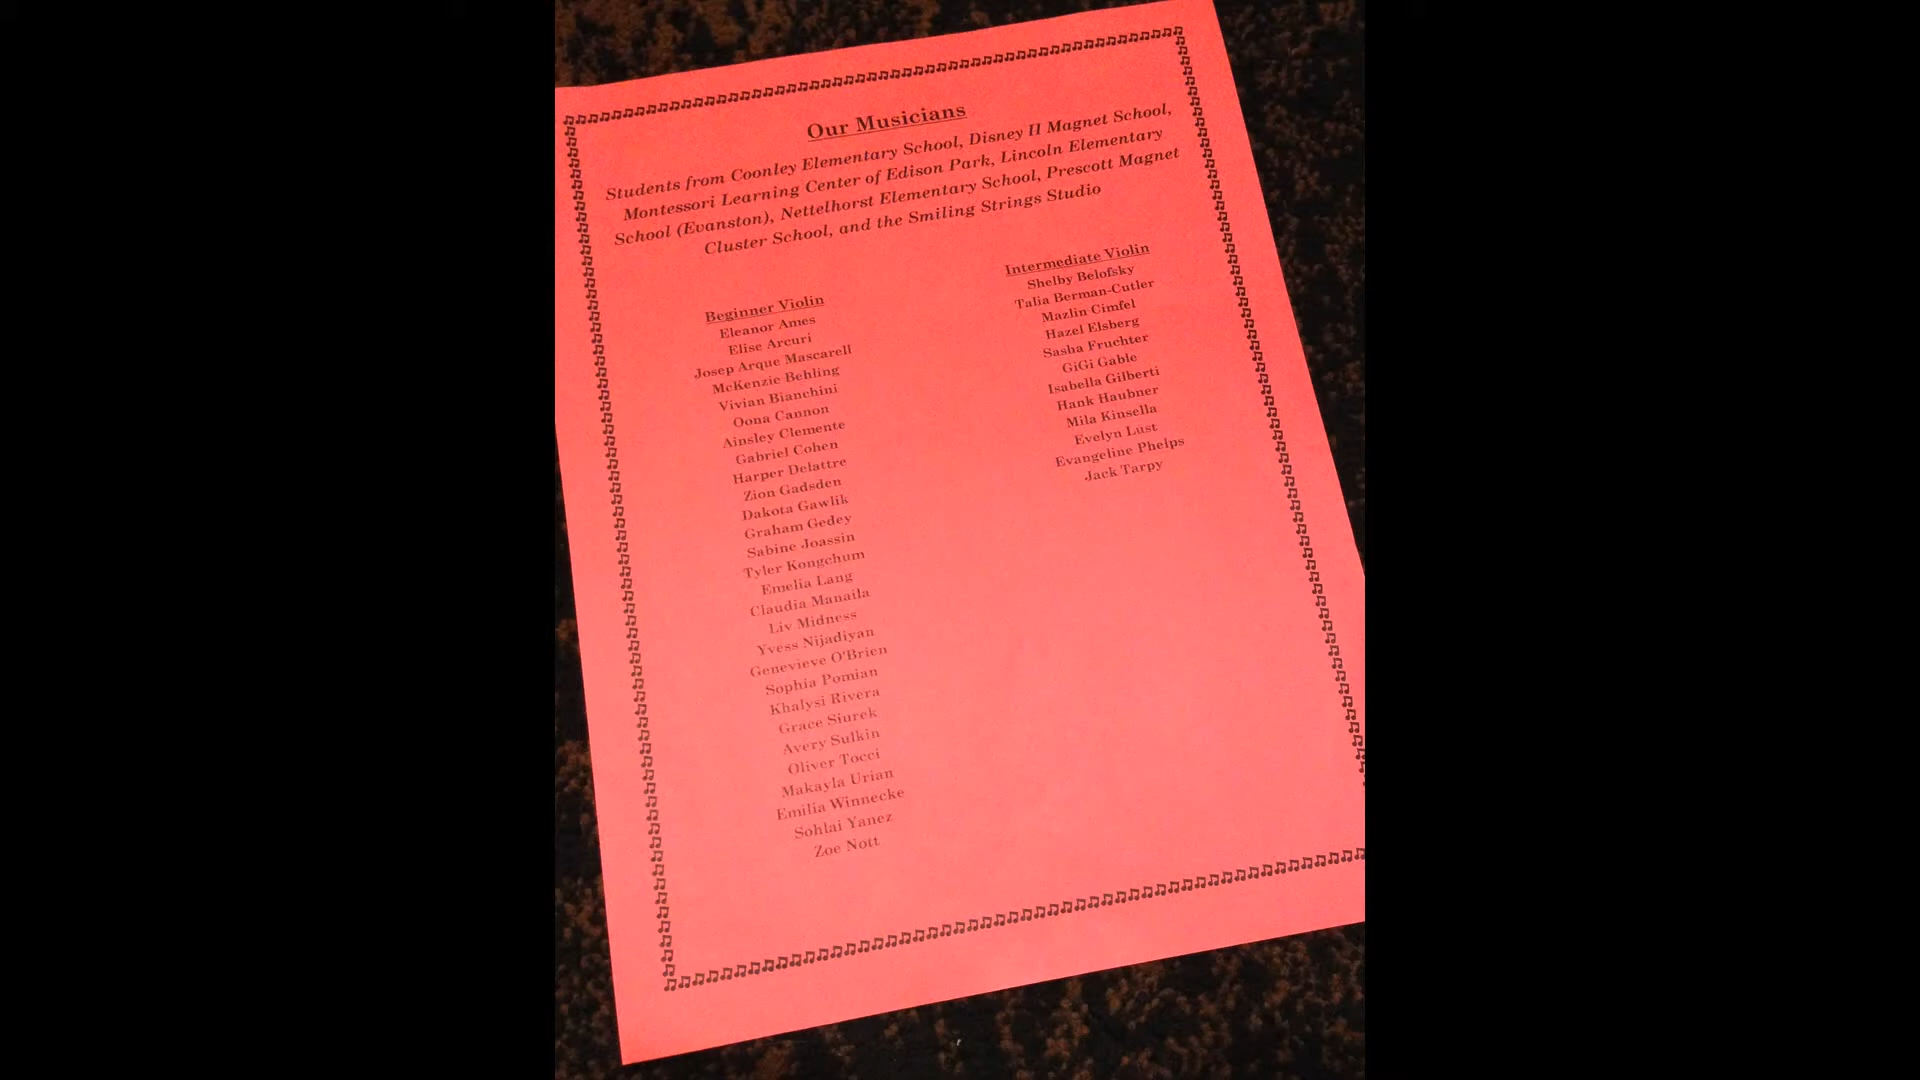 Our Musicians
Students from Coonley Elementary School, Disney II Magnet School,
Montessori Learning Center of Edison Park, Lincoln Elementary
School (Evanston), Nettelhorst Elementary School, Prescott Magnet
Cluster School, and the Smiling Strings Studio
Beginner Violin
Eleanor Ames
Elise Arcuri
Josep Arque Mascarell
McKenzie Behling
Vivian Bianchini
Oona Cannon
Ainsley Clemente
Gabriel Cohen
Harper Delattre
Zion Gadsden
Dakota Gawlik
Graham Gedey
Sabine Joassin
Tyler Kongchum
Emelia Lang
Claudia Manaila
Liv Midness
Yvess Nijadiyan
Genevieve O'Brien
Sophia Pomian
Khalysi Rivera
Grace Siurek
Avery Sulkin
Oliver Tocci
Makayla Urian
Emilia Winnecke
Sohlai Yanez
Zoe Nott
Intermediate Violin
Shelby Belofsky
Talia Berman-Cutler
Mazlin Cimfel
Hazel Elsberg
Sasha Fruchter
GiGi Gable
Isabella Gilberti
Hank Haubner
Mila Kinsella
Evelyn Lust
Evangeline Phelps
Jack Tarpy